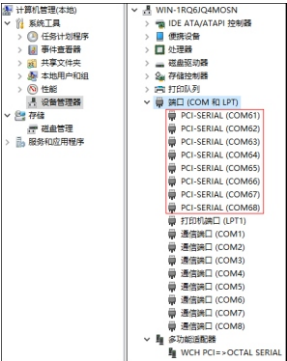 计算机管理(本地)
系统工具
任务计划程序
事件查看器
共享文件夹
本地用户和组
性能
设备管理器
存储
磁盘管理
服务和应用程序
WIN-1RQ6JQ4MOSN
IDE ATA/ATAPI 控制器
便携设备
处理器
磁盘驱动器
存储控制器
打印队列
端口 (COM 和 LPT)
PCI-SERIAL (COM61)
PCI-SERIAL (COM62)
PCI-SERIAL (COM63)
PCI-SERIAL (COM64)
PCI-SERIAL (COM65)
PCI-SERIAL (COM66)
PCI-SERIAL (COM67)
PCI-SERIAL (COM68)
打印机端口 (LPT1)
通信端口 (COM1)
通信端口 (COM2)
通信端口 (COM3)
通信端口 (COM4)
通信端口 (COM5)
通信端口 (COM6)
通信端口 (COM7)
通信端口 (COM8)
多功能适配器
WCH PCI=>OCTAL SERIAL